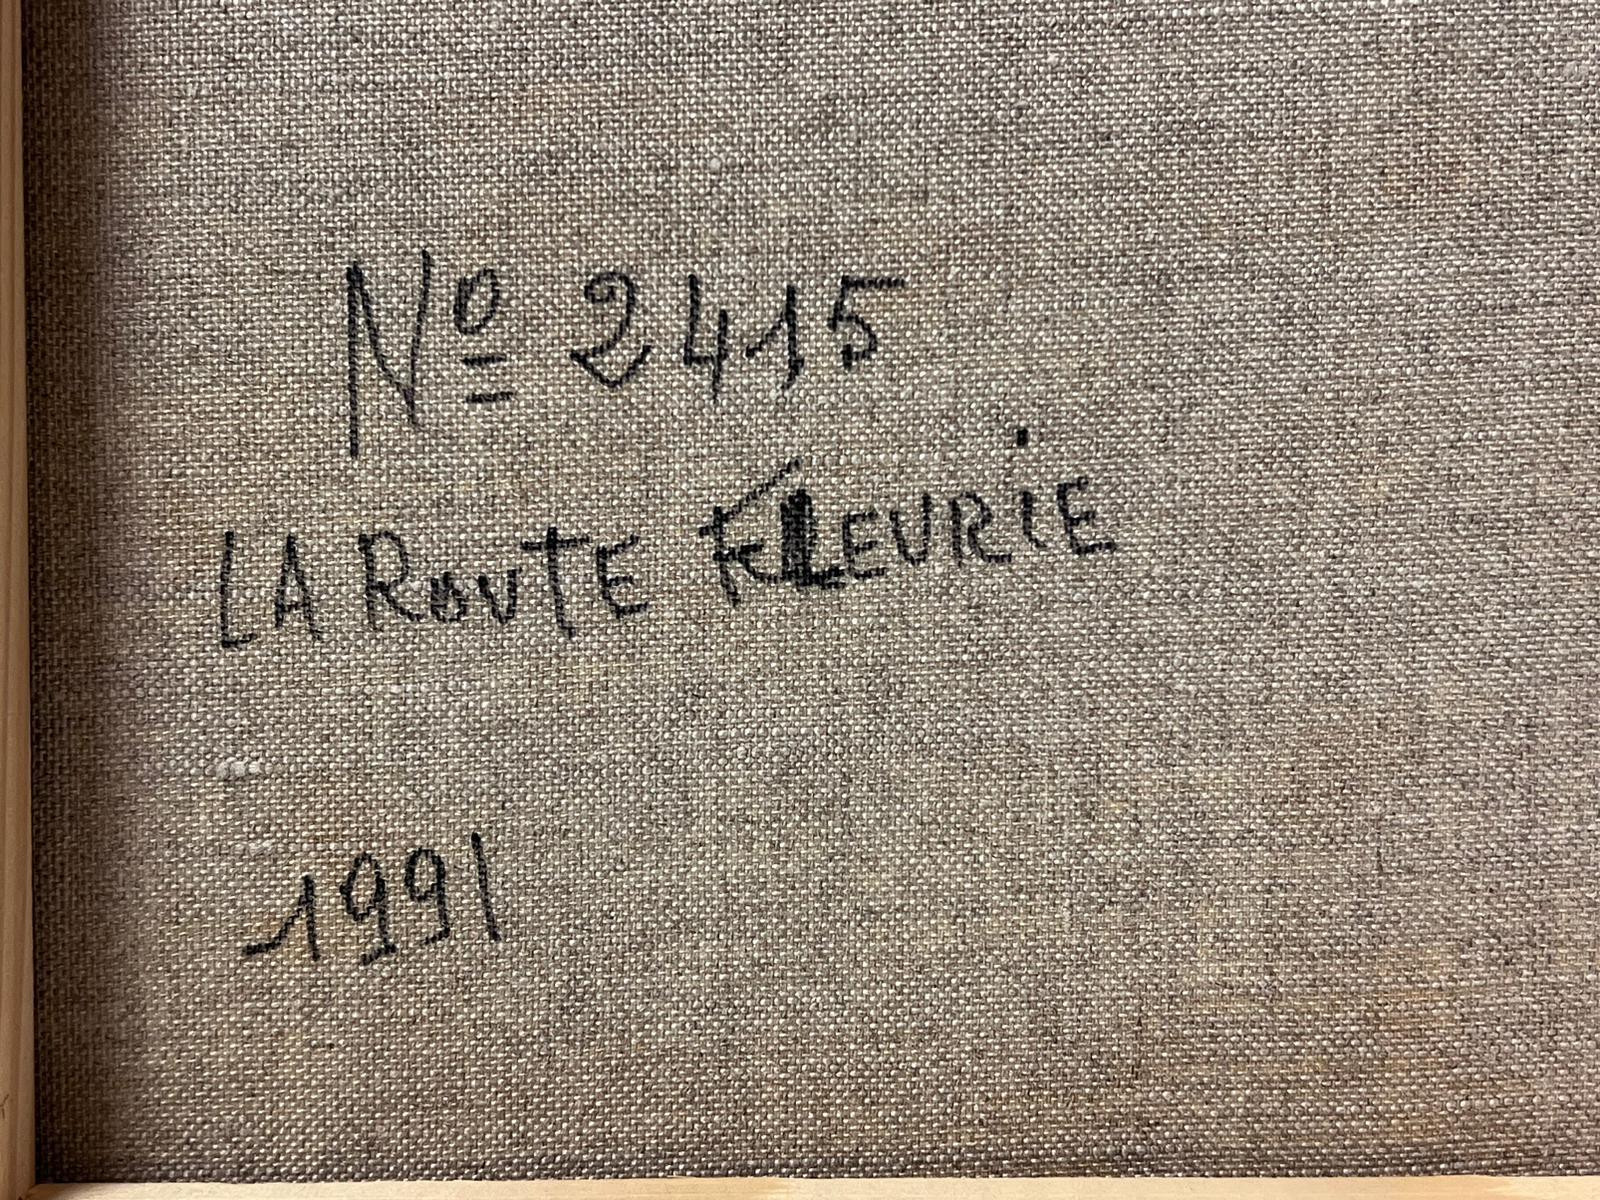 Nº 2415
LA ROUTE FLEURIE
1991